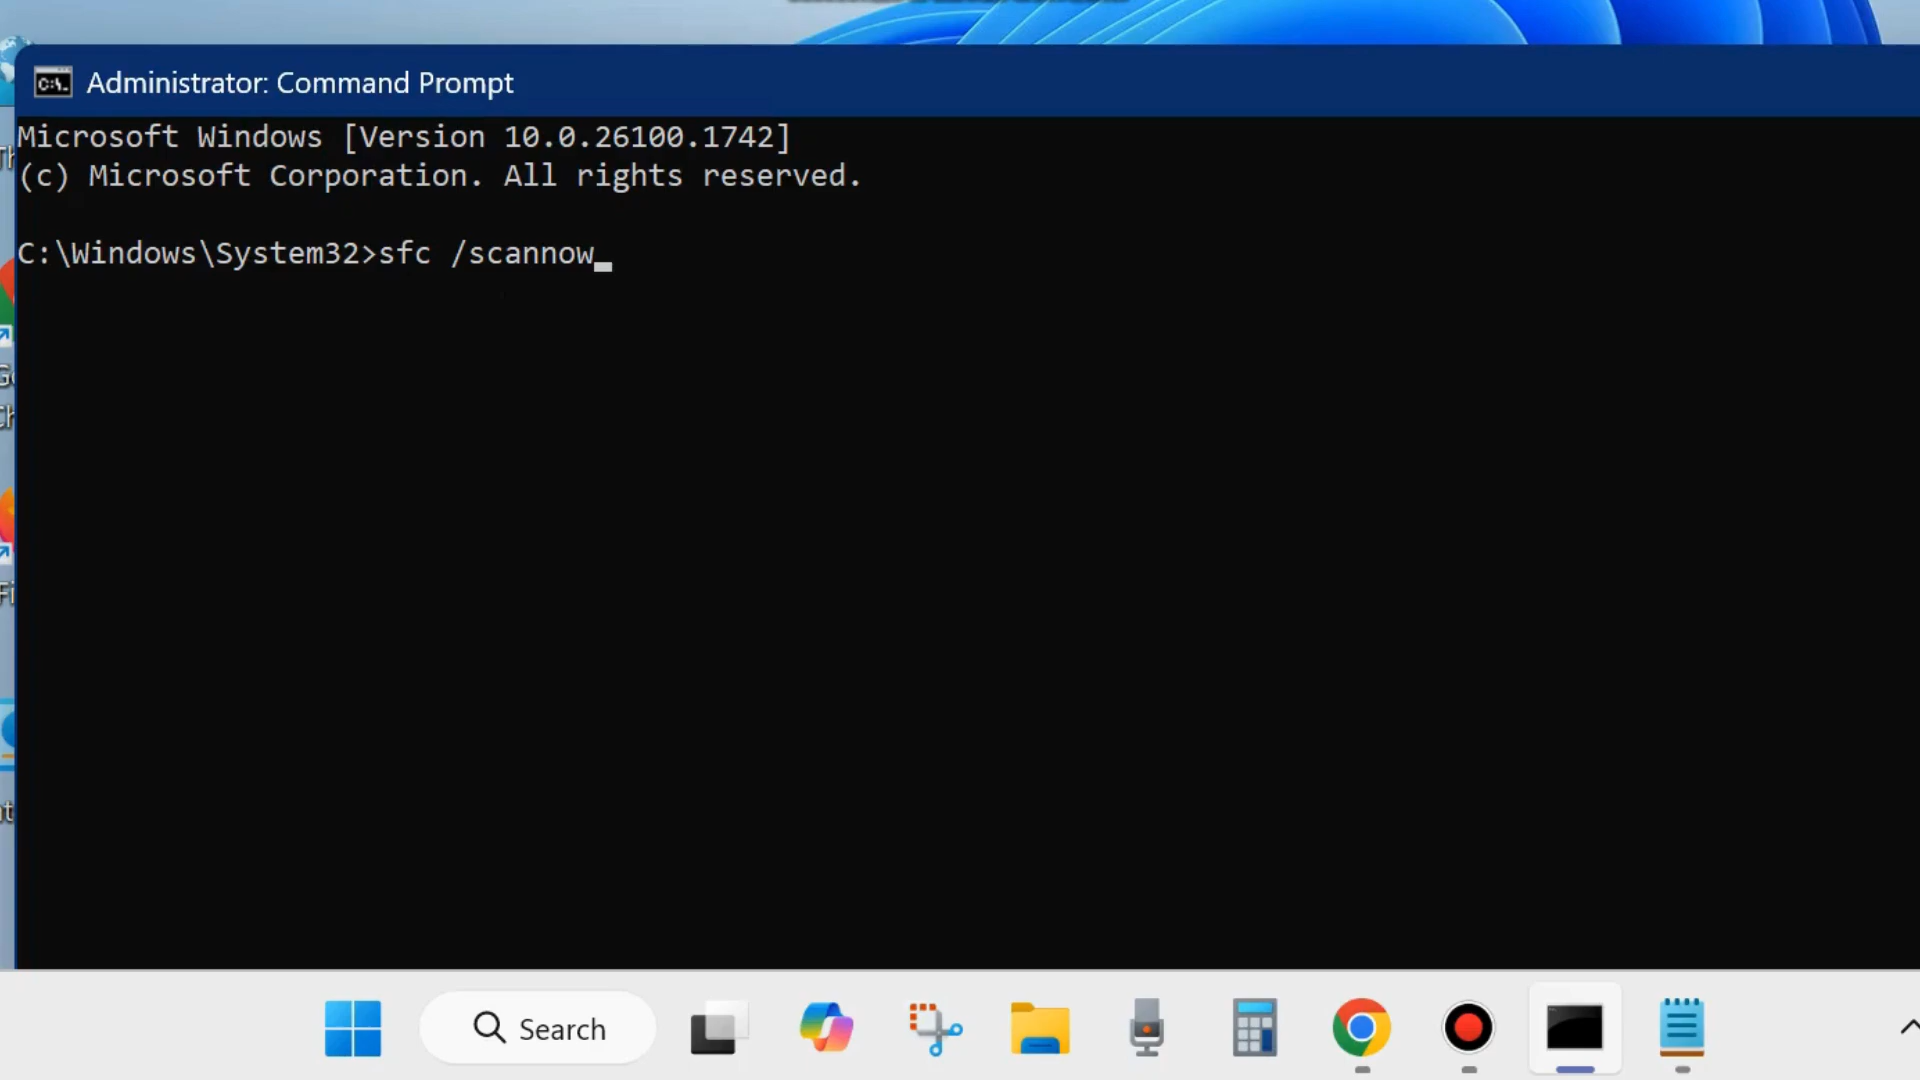 Administrator: Command Prompt
Microsoft Windows [Version 10.0.26100.1742]
(c) Microsoft Corporation. All rights reserved.
C:\Windows\System32>sfc /scannow
Search